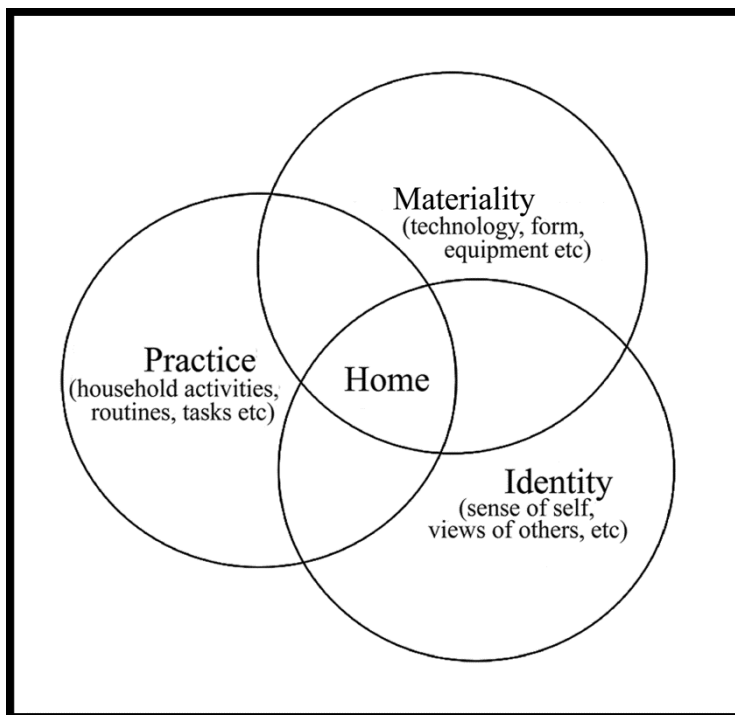 Materiality
(technology, form,
equipment etc)
Practice
(household activities,
routines, tasks etc)
Home
Identity
(sense of self,
views of others, etc)